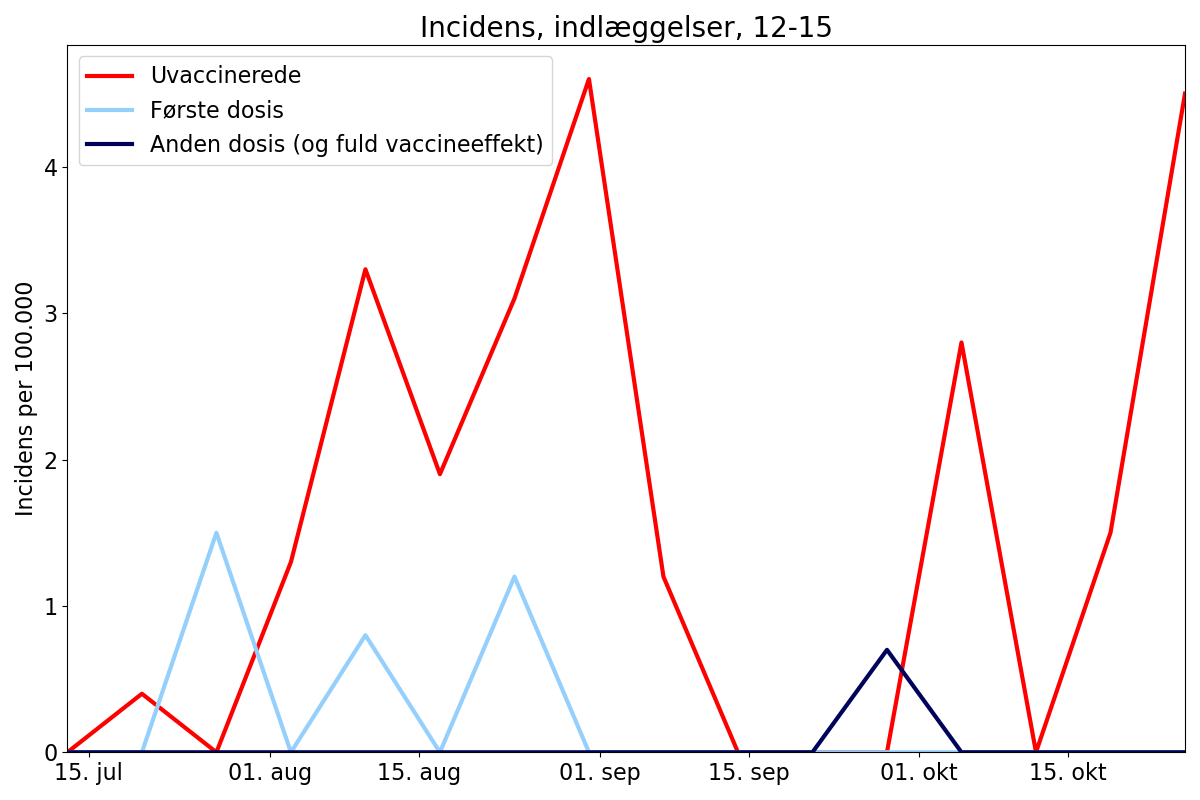 Incidens, indlæggelser, 12-15
Uvaccinerede
Første dosis
Anden dosis (og fuld vaccineeffekt)
Incidens per 100.000
4
3
2
1
0
15. jul
01. aug
15. aug
01. sep
15. sep
01. okt
15. okt